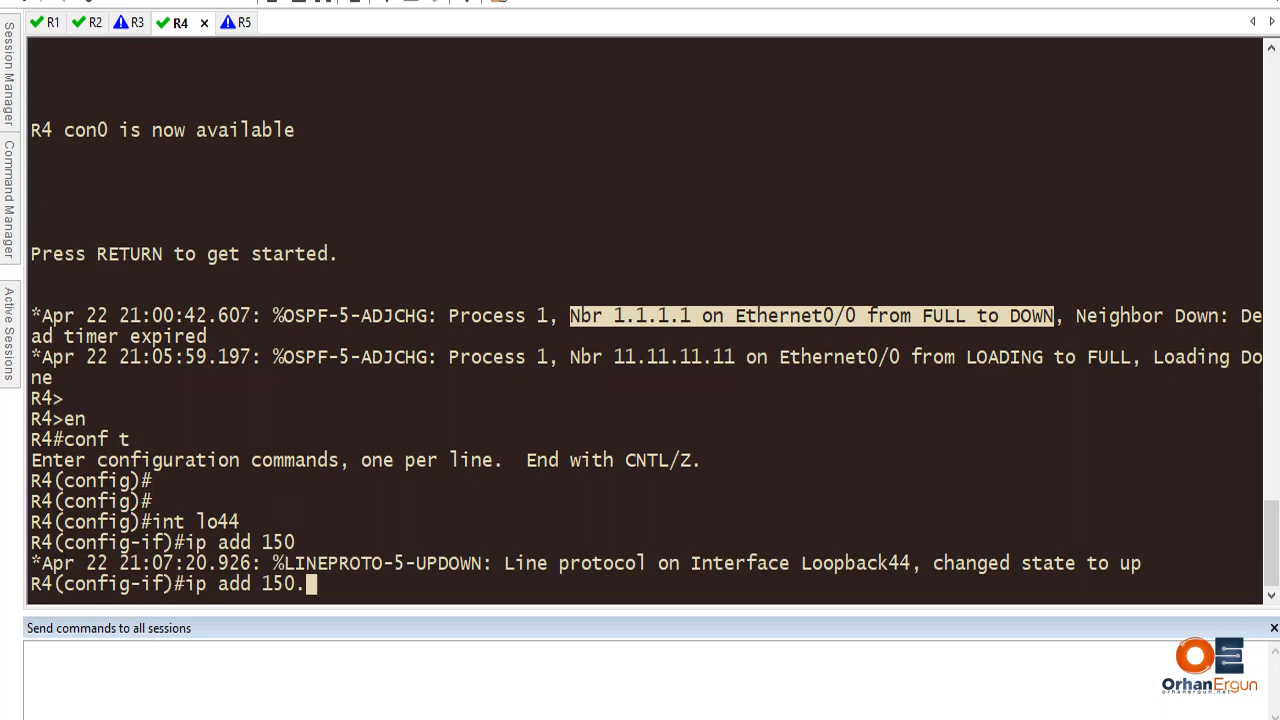 R1
R2
R3
R4
R5
Session Manager
Command Manager
Active Sessions
R4 con0 is now available
Press RETURN to get started.
*Apr 22 21:00:42.607: %OSPF-5-ADJCHG: Process 1, Nbr 1.1.1.1 on Ethernet0/0 from FULL to DOWN, Neighbor Down: De
ad timer expired
*Apr 22 21:05:59.197: %OSPF-5-ADJCHG: Process 1, Nbr 11.11.11.11 on Ethernet0/0 from LOADING to FULL, Loading Do
ne
R4>
R4>en
R4#conf t
Enter configuration commands, one per line.  End with CNTL/Z.
R4(config)#
R4(config)#
R4(config)#int lo44
R4(config-if)#ip add 150
*Apr 22 21:07:20.926: %LINEPROTO-5-UPDOWN: Line protocol on Interface Loopback44, changed state to up
R4(config-if)#ip add 150.
Send commands to all sessions
OE
OrhanErgun
orhanergun.net